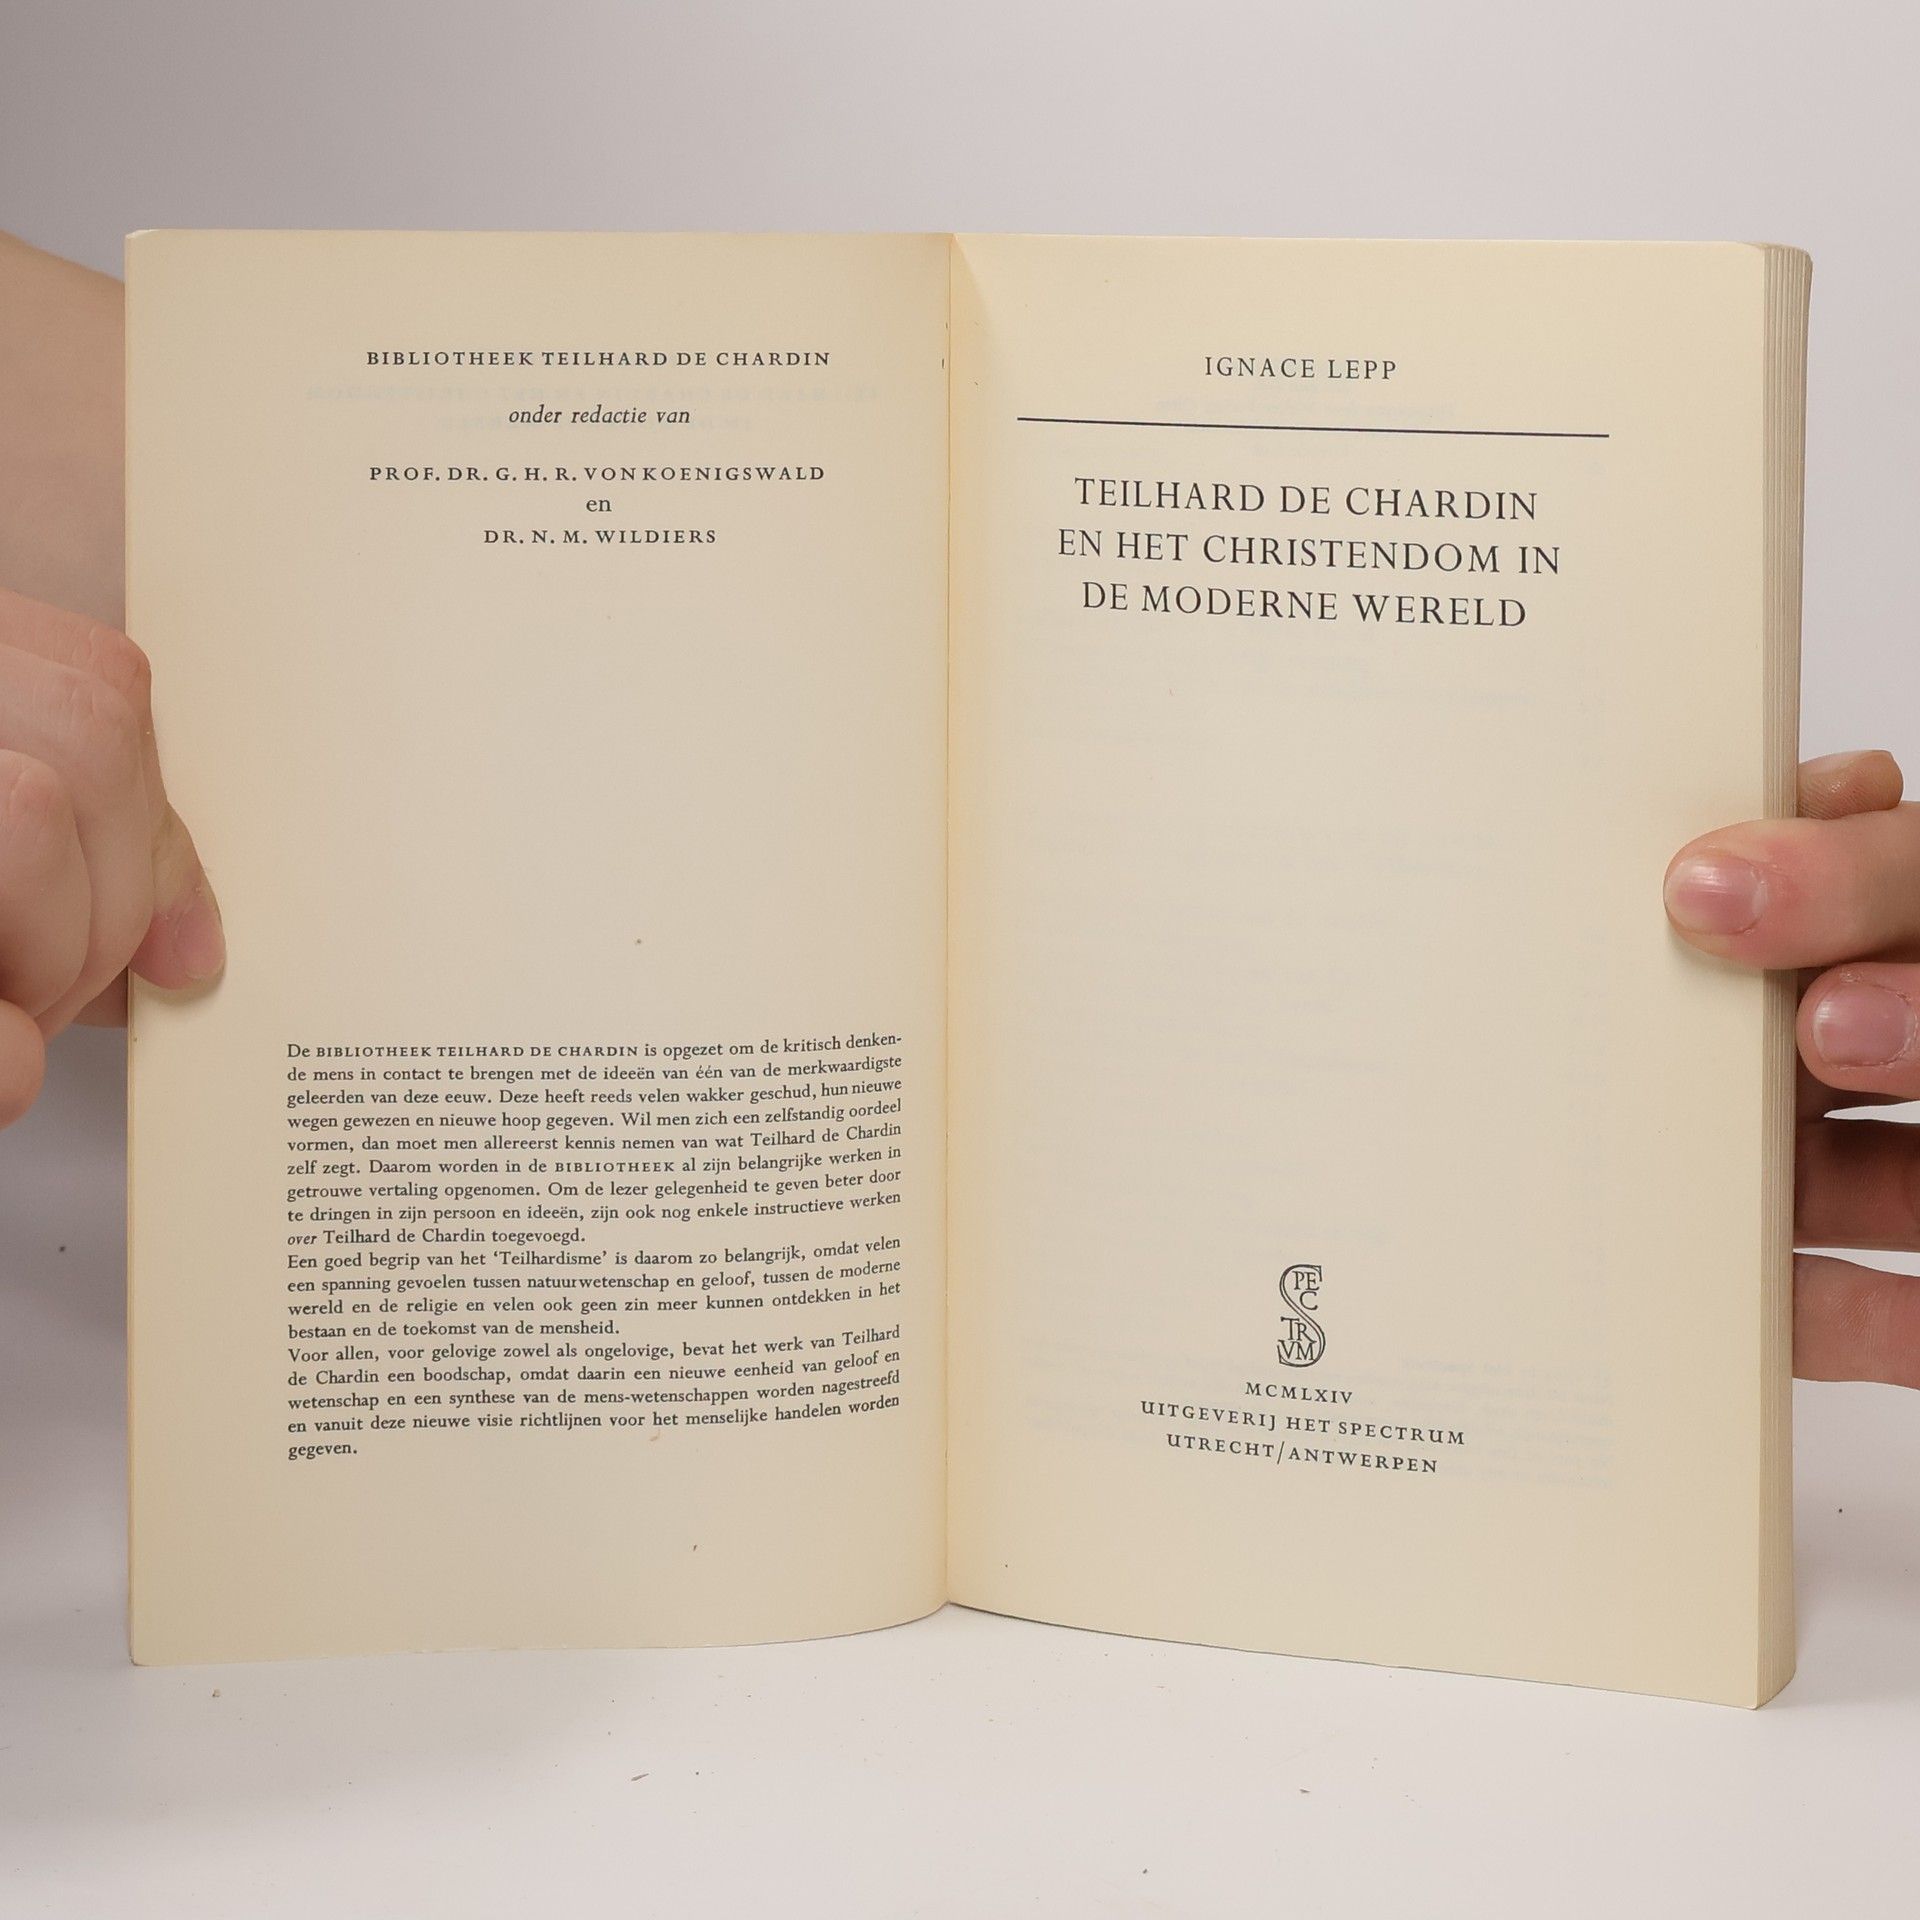 BIBLIOTHEEK TEILHARD DE CHARDIN
onder redactie van
PROF. DR. G. H. R. VON KOENIGSWALD
en
DR. N. M. WILDIERS
De BIBLIOTHEEK TEILHARD DE CHARDIN is opgezet om de kritisch denken-
de mens in contact te brengen met de ideeën van één van de merkwaardigste
geleerden van deze eeuw. Deze heeft reeds velen wakker geschud, hun nieuwe
wegen gewezen en nieuwe hoop gegeven. Wil men zich een zelfstandig oordeel
vormen, dan moet men allereerst kennis nemen van wat Teilhard de Chardin
zelf zegt. Daarom worden in de BIBLIOTHEEK al zijn belangrijke werken in
getrouwe vertaling opgenomen. Om de lezer gelegenheid te geven beter door
te dringen in zijn persoon en ideeën, zijn ook nog enkele instructieve werken
over Teilhard de Chardin toegevoegd.
Een goed begrip van het ‘Teilhardisme’ is daarom zo belangrijk, omdat velen
een spanning gevoelen tussen natuurwetenschap en geloof, tussen de moderne
wereld en de religie en velen ook geen zin meer kunnen ontdekken in het
bestaan en de toekomst van de mensheid.
Voor allen, voor gelovige zowel als ongelovige, bevat het werk van Teilhard
de Chardin een boodschap, omdat daarin een nieuwe eenheid van geloof en
wetenschap en een synthese van de mens-wetenschappen worden nagestreefd
en vanuit deze nieuwe visie richtlijnen voor het menselijke handelen worden
gegeven.
IGNACE LEPP
TEILHARD DE CHARDIN
EN HET CHRISTENDOM IN
DE MODERNE WERELD
SPE
C
TR
VM
MCMLXIV
UITGEVERIJ HET SPECTRUM
UTRECHT/ANTWERPEN